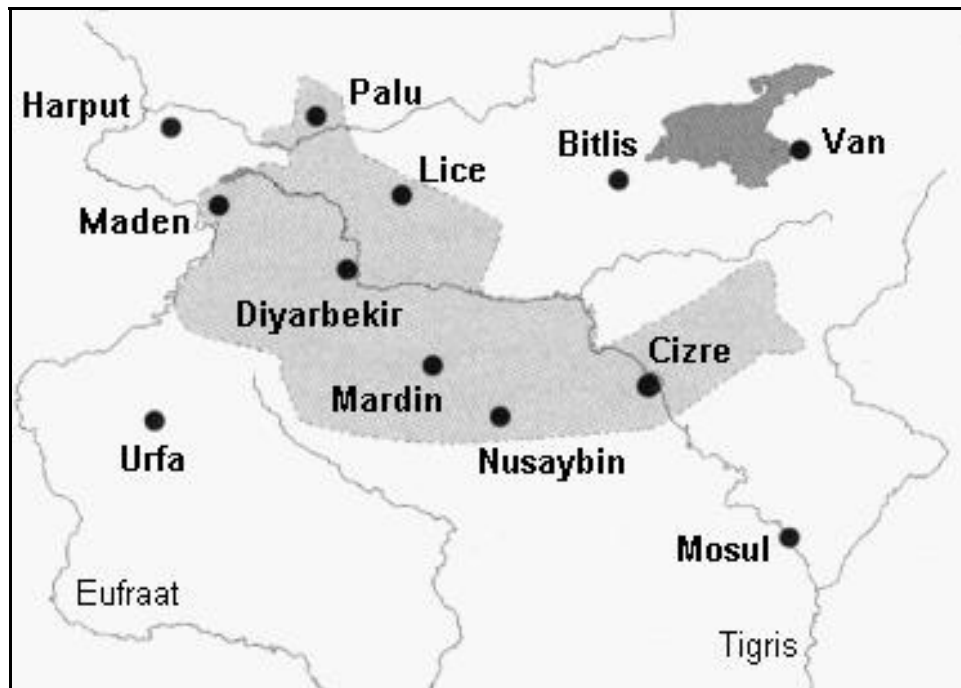 Palu
Harput
Bitlis
Van
Lice
Maden
Diyarbekir
Cizre
Mardin
Urfa
Nusaybin
Mosul
Eufraat
Tigris